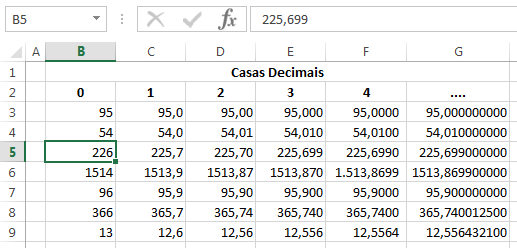 B5 fx 225,699
A B C D E F G
1 Casas Decimais
2 0 1 2 3 4 ....
3 95 95,0 95,00 95,000 95,0000 95,000000000
4 54 54,0 54,01 54,010 54,0100 54,010000000
5 226 225,7 225,70 225,699 225,6990 225,699000000
6 1514 1513,9 1513,87 1513,870 1.513,8699 1513,869900000
7 96 95,9 95,90 95,900 95,9000 95,900000000
8 366 365,7 365,74 365,740 365,7400 365,740012500
9 13 12,6 12,56 12,556 12,5564 12,556432100